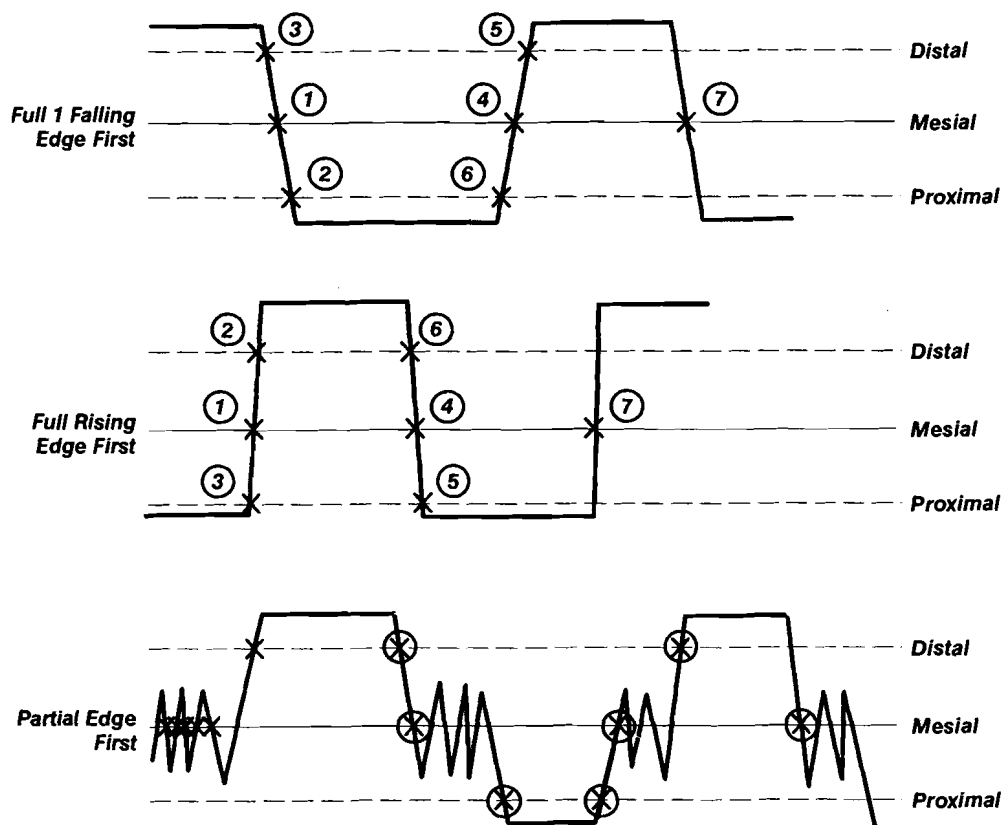 ③ ⑤ Distal
Full 1 Falling
Edge First
① ④ ⑦ Mesial
② ⑥ Proximal
② ⑥ Distal
Full Rising
Edge First
① ④ ⑦ Mesial
③ ⑤ Proximal
Distal
Partial Edge
First
Mesial
Proximal